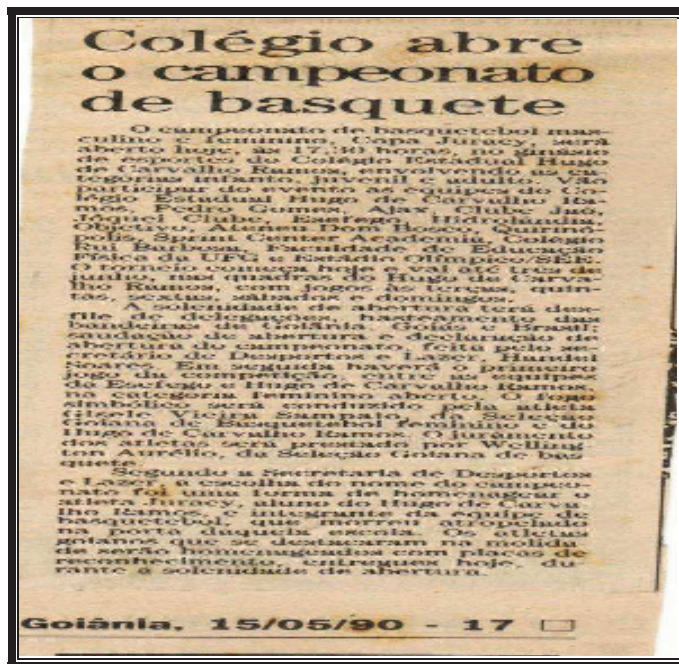 Colégio abre
o campeonato
de basquete
O campeonato de basquetebol mas-
culino e feminino, Copa Juracy, será
aberto hoje, às 17:30 horas, no ginásio
de esportes do Colégio Estadual Hugo
de Carvalho Ramos, envolvendo as ca-
tegorias infanto, juvenil e adulto. Vão
participar do evento as equipes do Co-
légio Estadual Hugo de Carvalho Ra-
mos, Pedro Gomes, Ajax, Clube Jaó,
Jóquei Clube, Esefego, Hidrolândia,
Objetivo, Ateneu Dom Bosco, Quirinó-
polis, Sprint Center Academia, Colégio
Rui Barbosa, Faculdade de Educação
Física da UFG e Estádio Olímpico/SEE.
O torneio começa hoje e vai até três de
junho, nas quadras do Hugo de Carva-
lho Ramos, com jogos às terças, quin-
tas, sextas, sábados e domingos.
A solenidade de abertura terá des-
file de delegações, hasteamento das
bandeiras de Goiânia, Goiás e Brasil;
saudação de abertura e declaração de
abertura do campeonato, feita pelo se-
cretário de Desportos e Lazer, Handel
Soares. Em seguida haverá o primeiro
jogo da competição, entre as equipes
da Esefego e Hugo de Carvalho Ramos,
na categoria feminino aberto. O fogo
simbólico será conduzido pela atleta
Gisele Vieira Sampaio, da Seleção
Goiana de Basquetebol feminino e do
Hugo de Carvalho Ramos. O juramento
dos atletas será prestado por Welling
ton Aurélio, da Seleção Goiana de bas
quete.
Segundo a Secretaria de Desportos
e Lazer, a escolha do nome do campeo-
nato foi uma forma de homenagear o
atleta Juracy, aluno do Hugo de Carva
lho Ramos, e integrante da equipe de
basquetebol, que morreu atropelado
na porta daquela escola. Os atletas
goianos que se destacaram na
de serão homenageados com placas de
reconhecimento, entregues hoje, du
rante a solenidade de abertura.
Goiânia, 15/05/90 - 17